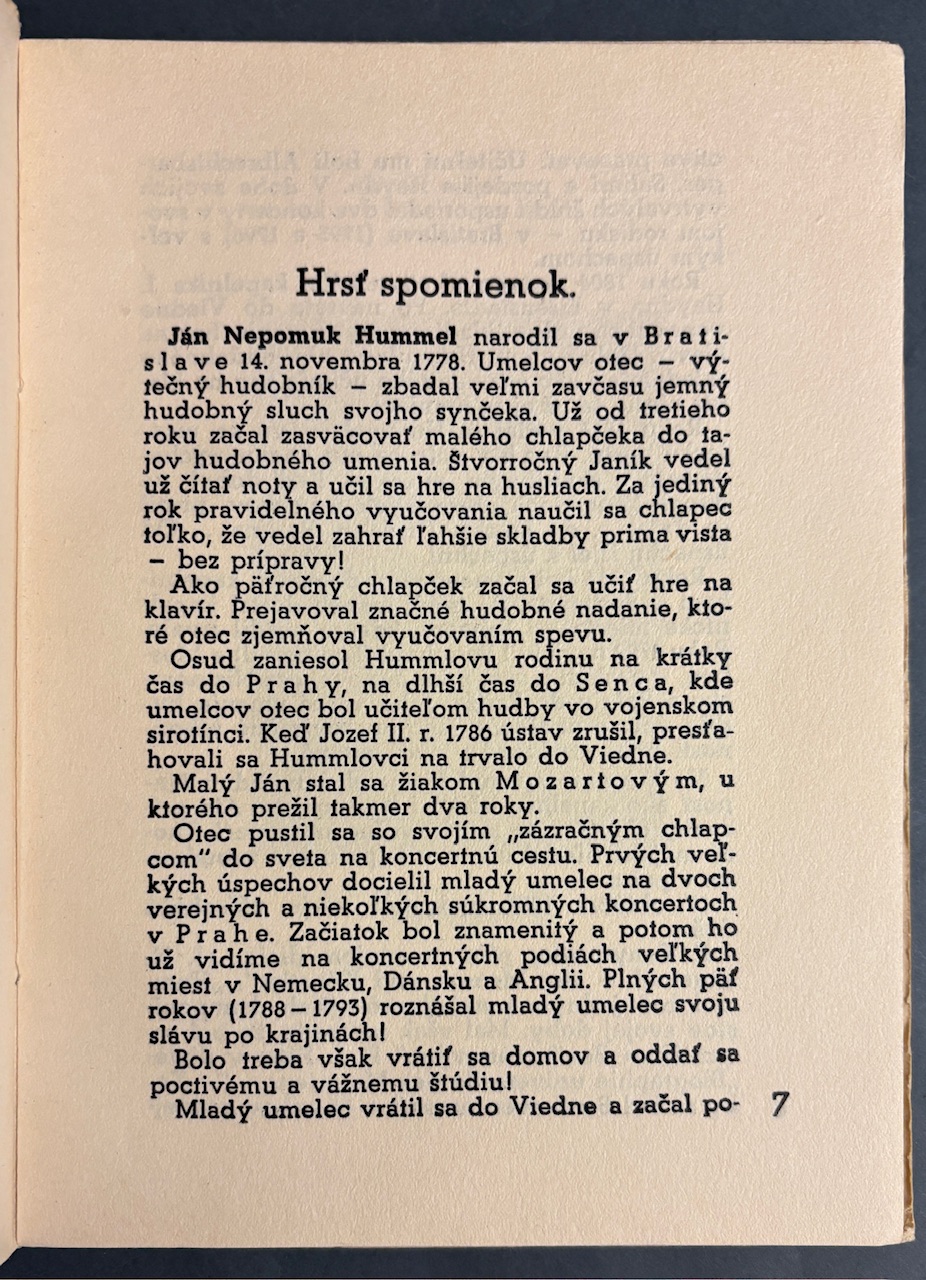 Hrsť spomienok.
Ján Nepomuk Hummel narodil sa v Brati-
slave 14. novembra 1778. Umelcov otec – vý-
tečný hudobník – zbadal veľmi zavčasu jemný
hudobný sluch svojho synčeka. Už od tretieho
roku začal zasväcovať malého chlapčeka do ta-
jov hudobného umenia. Štvorročný Janík vedel
už čítať noty a učil sa hre na husliach. Za jediný
rok pravidelného vyučovania naučil sa chlapec
toľko, že vedel zahrať ľahšie skladby prima vista
– bez prípravy!
Ako päťročný chlapček začal sa učiť hre na
klavír. Prejavoval značné hudobné nadanie, kto-
ré otec zjemňoval vyučovaním spevu.
Osud zaniesol Hummlovu rodinu na krátky
čas do Prahy, na dlhší čas do Senca, kde
umelcov otec bol učiteľom hudby vo vojenskom
sirotínci. Keď Jozef II. r. 1786 ústav zrušil, presťa-
hovali sa Hummlovci na trvalo do Viedne.
Malý Ján stal sa žiakom Mozartovým, u
ktorého prežil takmer dva roky.
Otec pustil sa so svojím „zázračným chlap-
com“ do sveta na koncertnú cestu. Prvých veľ-
kých úspechov docielil mladý umelec na dvoch
verejných a niekoľkých súkromných koncertoch
v Prahe. Začiatok bol znamenitý a potom ho
už vidíme na koncertných podiách veľkých
miest v Nemecku, Dánsku a Anglii. Plných päť
rokov (1788–1793) roznášal mladý umelec svoju
slávu po krajinách!
Bolo treba však vrátiť sa domov a oddať sa
poctivému a vážnemu štúdiu!
Mladý umelec vrátil sa do Viedne a začal po-
7